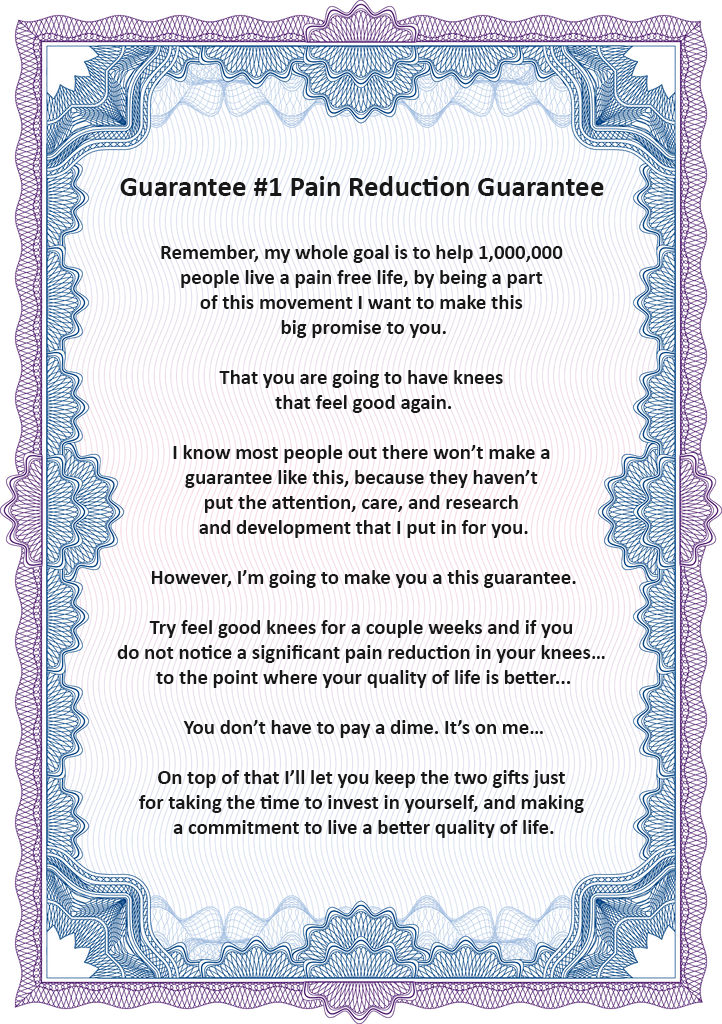 Guarantee #1 Pain Reduction Guarantee
Remember, my whole goal is to help 1,000,000
people live a pain free life, by being a part
of this movement I want to make this
big promise to you.
That you are going to have knees
that feel good again.
I know most people out there won’t make a
guarantee like this, because they haven’t
put the attention, care, and research
and development that I put in for you.
However, I’m going to make you a this guarantee.
Try feel good knees for a couple weeks and if you
do not notice a significant pain reduction in your knees...
to the point where your quality of life is better...
You don’t have to pay a dime. It’s on me...
On top of that I’ll let you keep the two gifts just
for taking the time to invest in yourself, and making
a commitment to live a better quality of life.